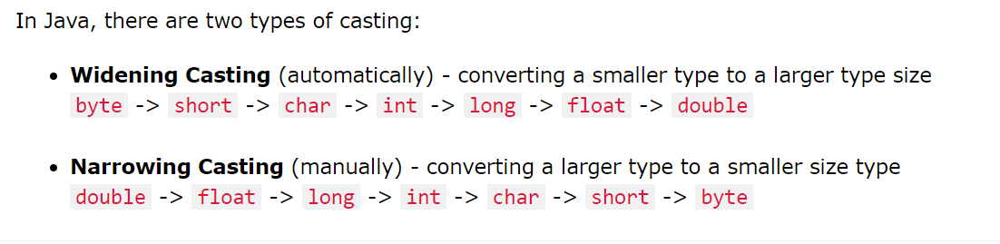 In Java, there are two types of casting:
• Widening Casting (automatically) - converting a smaller type to a larger type size
byte -> short -> char -> int -> long -> float -> double
• Narrowing Casting (manually) - converting a larger type to a smaller size type
double -> float -> long -> int -> char -> short -> byte